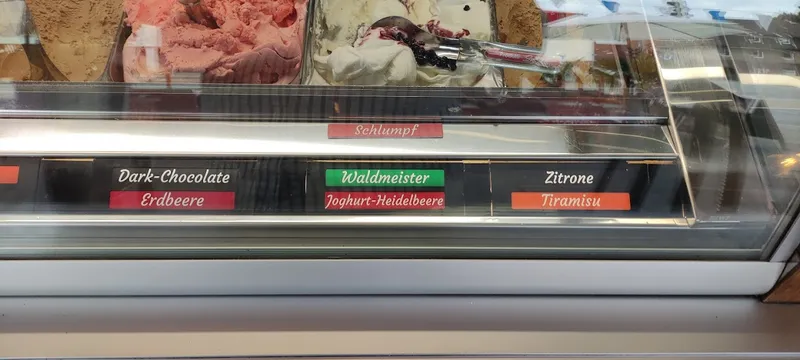 Schlumpf
Dark-Chocolate
Erdbeere
Waldmeister
Joghurt-Heidelbeere
Zitrone
Tiramisu